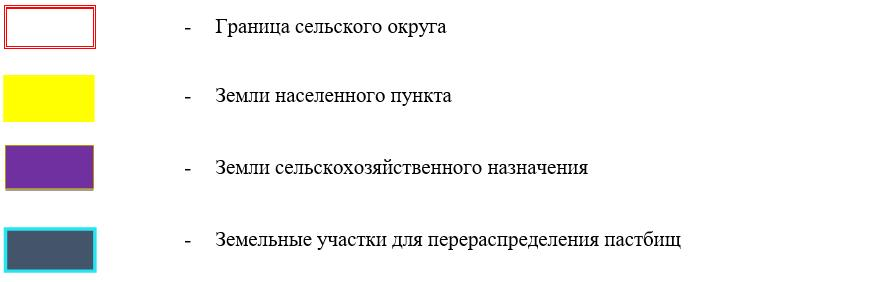 - Граница сельского округа
- Земли населенного пункта
- Земли сельскохозяйственного назначения
- Земельные участки для перераспределения пастбищ